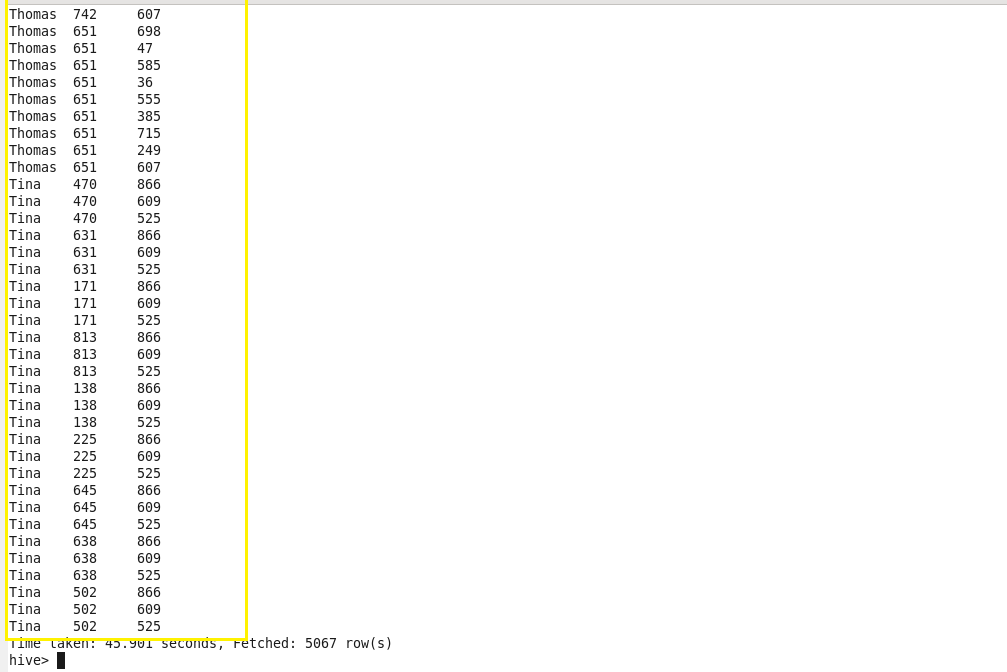 Thomas 742 607
Thomas 651 698
Thomas 651 47
Thomas 651 585
Thomas 651 36
Thomas 651 555
Thomas 651 385
Thomas 651 715
Thomas 651 249
Thomas 651 607
Tina 470 866
Tina 470 609
Tina 470 525
Tina 631 866
Tina 631 609
Tina 631 525
Tina 171 866
Tina 171 609
Tina 171 525
Tina 813 866
Tina 813 609
Tina 813 525
Tina 138 866
Tina 138 609
Tina 138 525
Tina 225 866
Tina 225 609
Tina 225 525
Tina 645 866
Tina 645 609
Tina 645 525
Tina 638 866
Tina 638 609
Tina 638 525
Tina 502 866
Tina 502 609
Tina 502 525
Time taken: 45.901 seconds, Fetched: 5067 row(s)
hive>